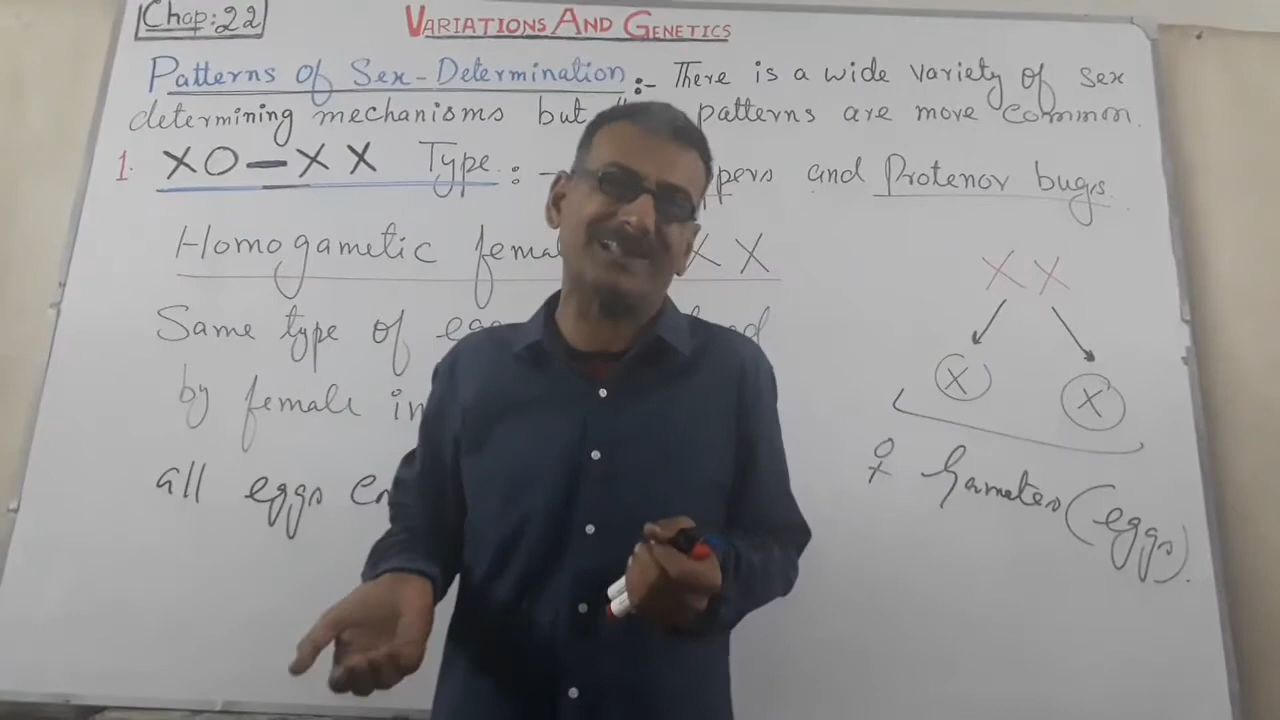 Chap:22
VARIATIONS AND GENETICS
Patterns of Sex-Determination:- There is a wide variety of sex
determining mechanisms but patterns are more common.
1. XO-XX Type:- and Protenor bugs.
Homogametic X
Same type of
by female in
all eggs
XX
X X
♀ Gametes (eggs).